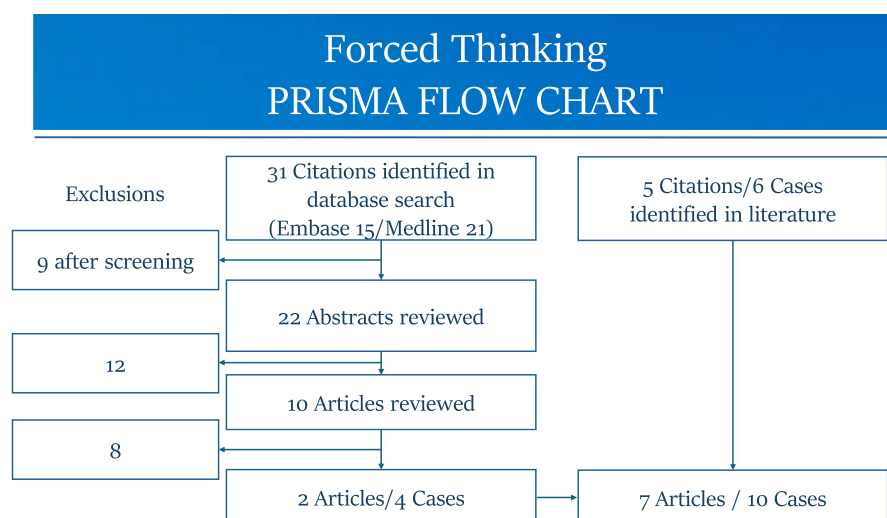 Forced Thinking
PRISMA FLOW CHART
Exclusions
31 Citations identified in
database search
(Embase 15/Medline 21)
5 Citations/6 Cases
identified in literature
9 after screening
22 Abstracts reviewed
12
10 Articles reviewed
8
2 Articles/4 Cases
7 Articles / 10 Cases